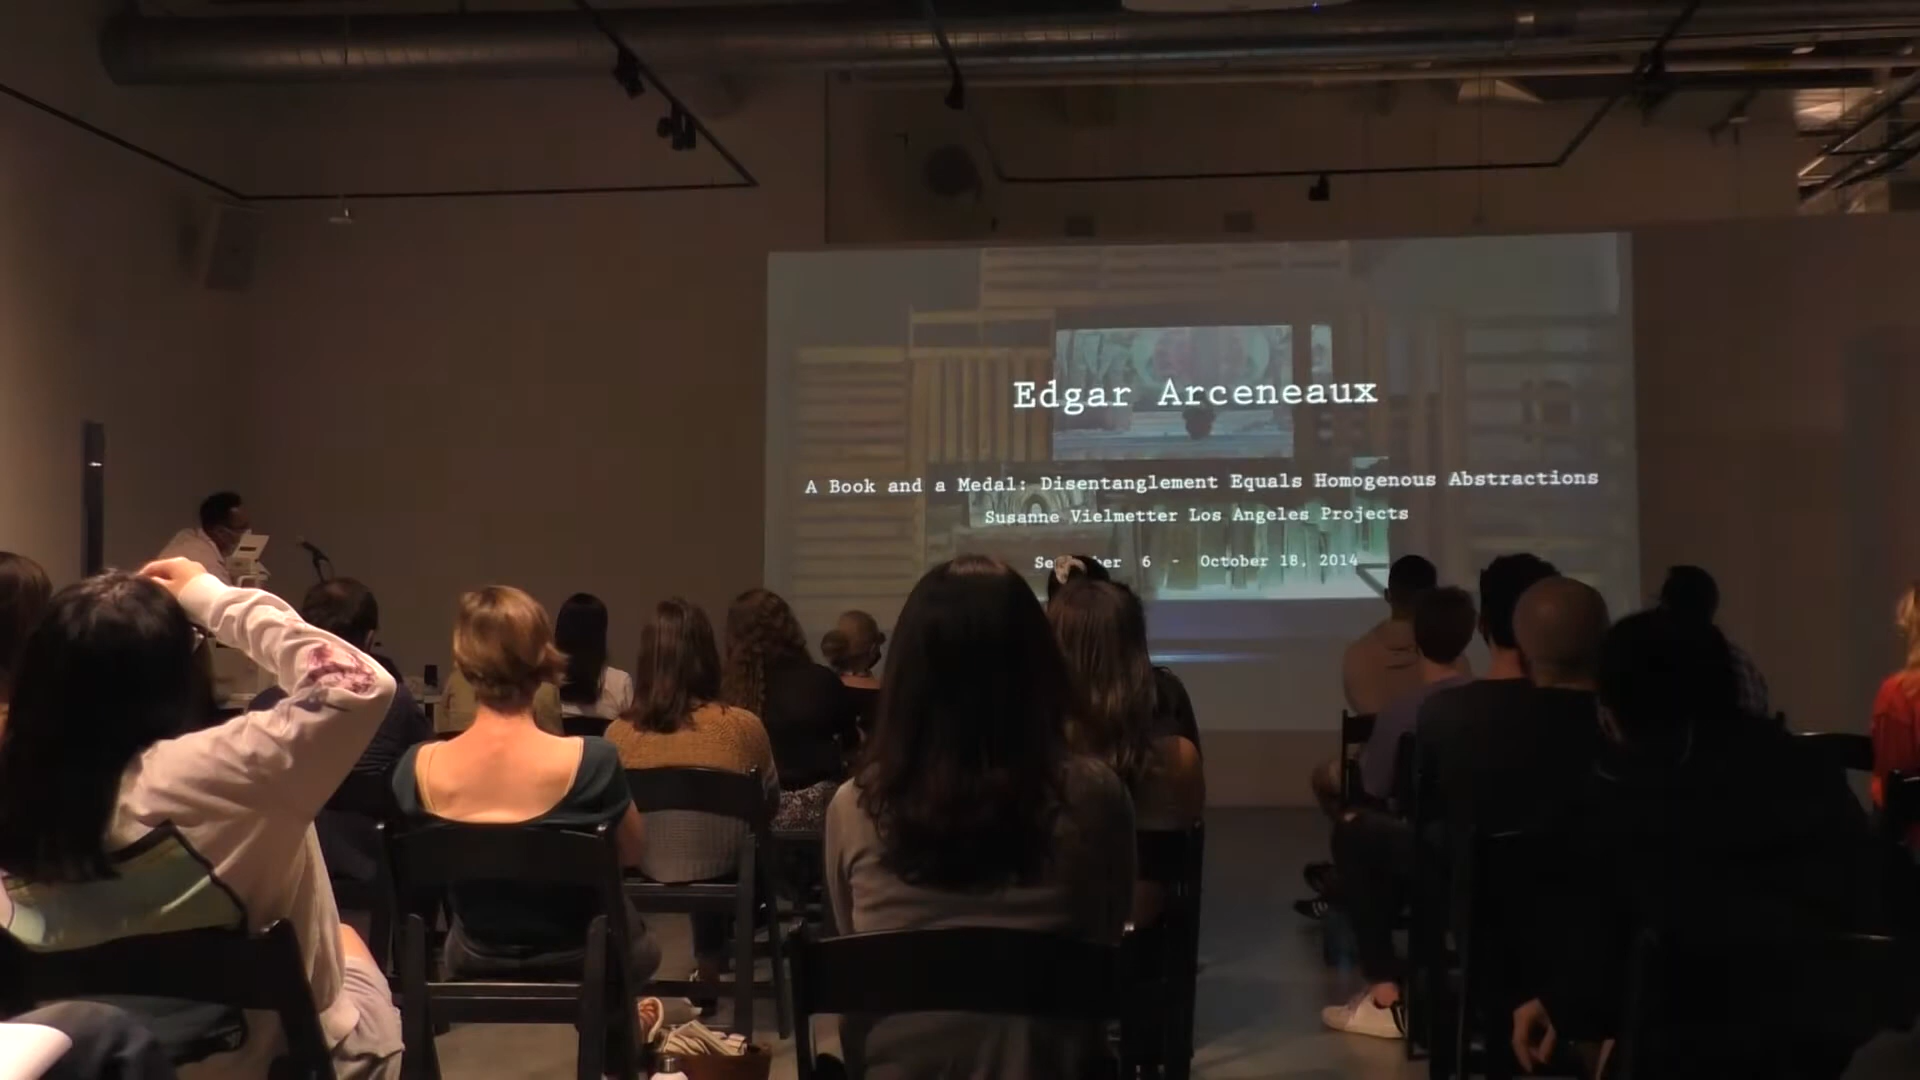 Edgar Arceneaux
A Book and a Medal: Disentanglement Equals Homogenous Abstractions
Susanne Vielmetter Los Angeles Projects
6 - October 18, 2014